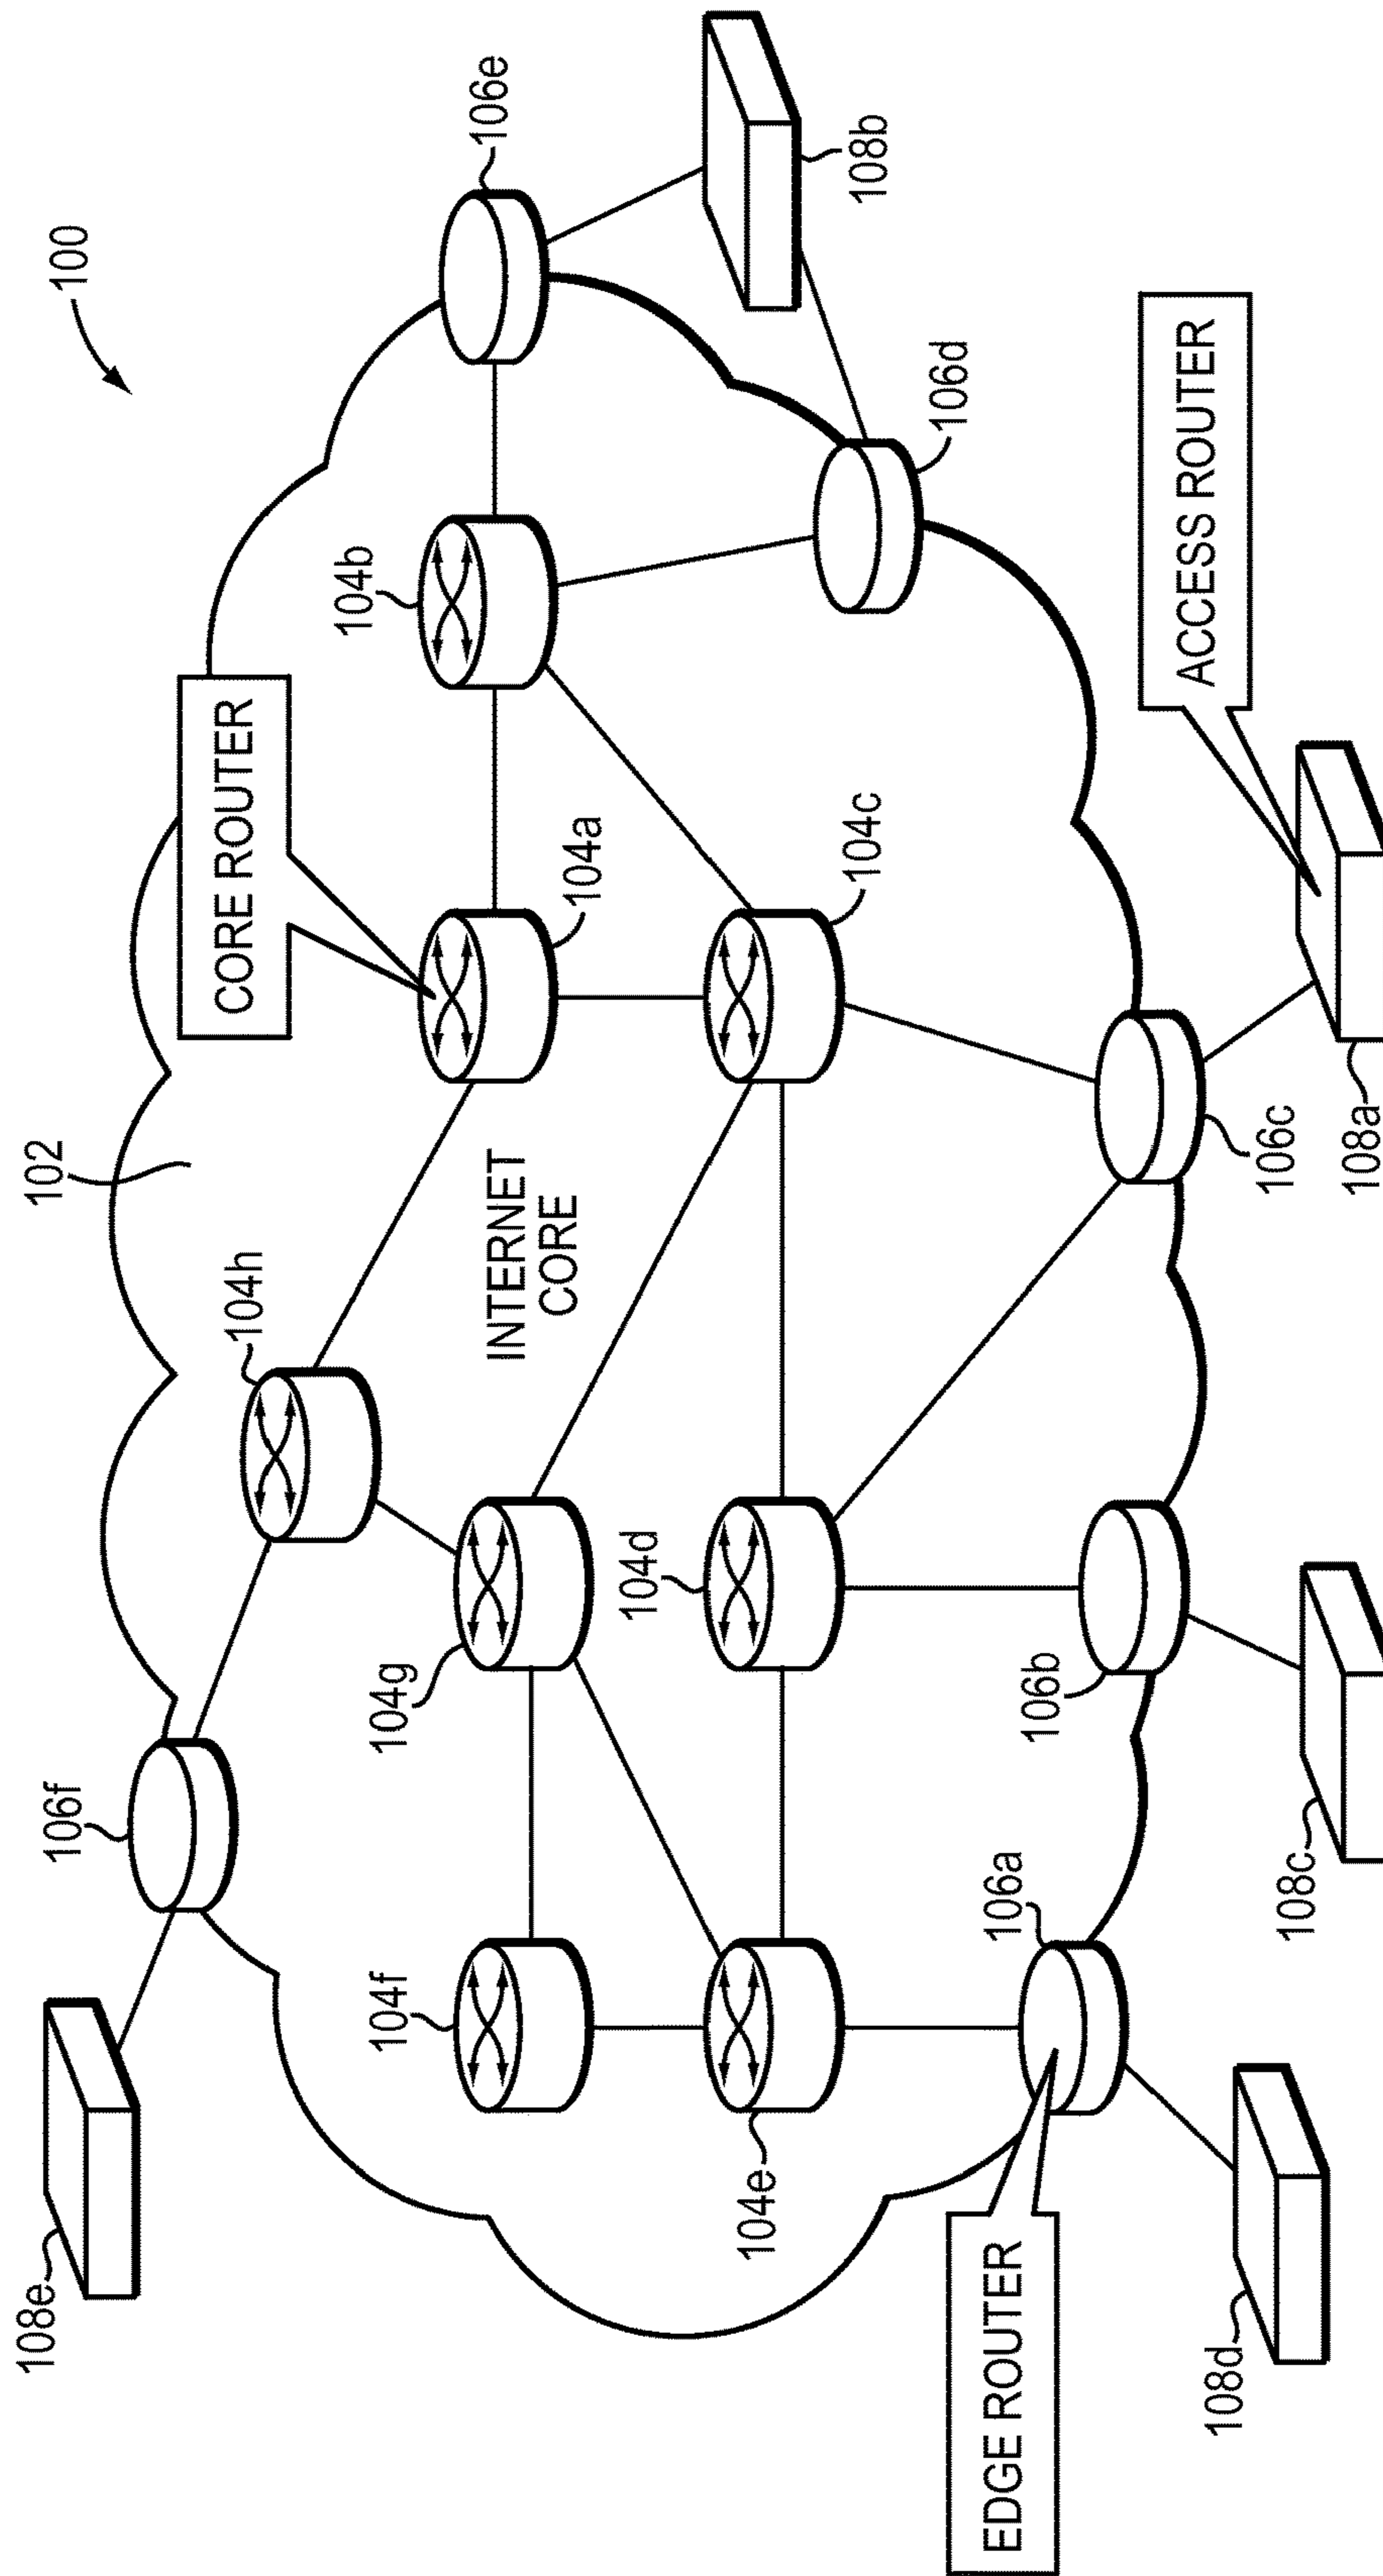 100
102
106f
108e
104h
CORE ROUTER
104b
106e
104f
104g
INTERNET
CORE
104a
104d
104c
108b
104e
106d
EDGE ROUTER
106a
106b
106c
ACCESS ROUTER
108d
108c
108a